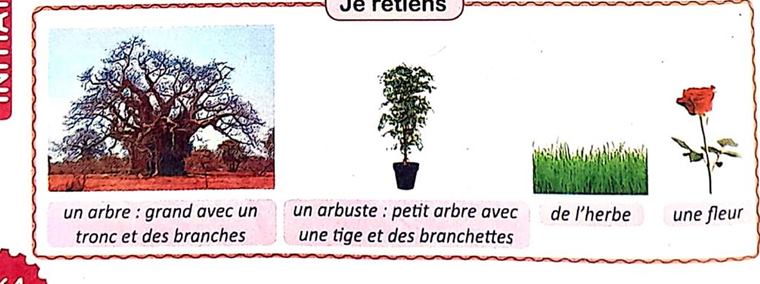 Je retiens
un arbre : grand avec un
tronc et des branches
un arbuste : petit arbre avec
une tige et des branchettes
de l'herbe
une fleur